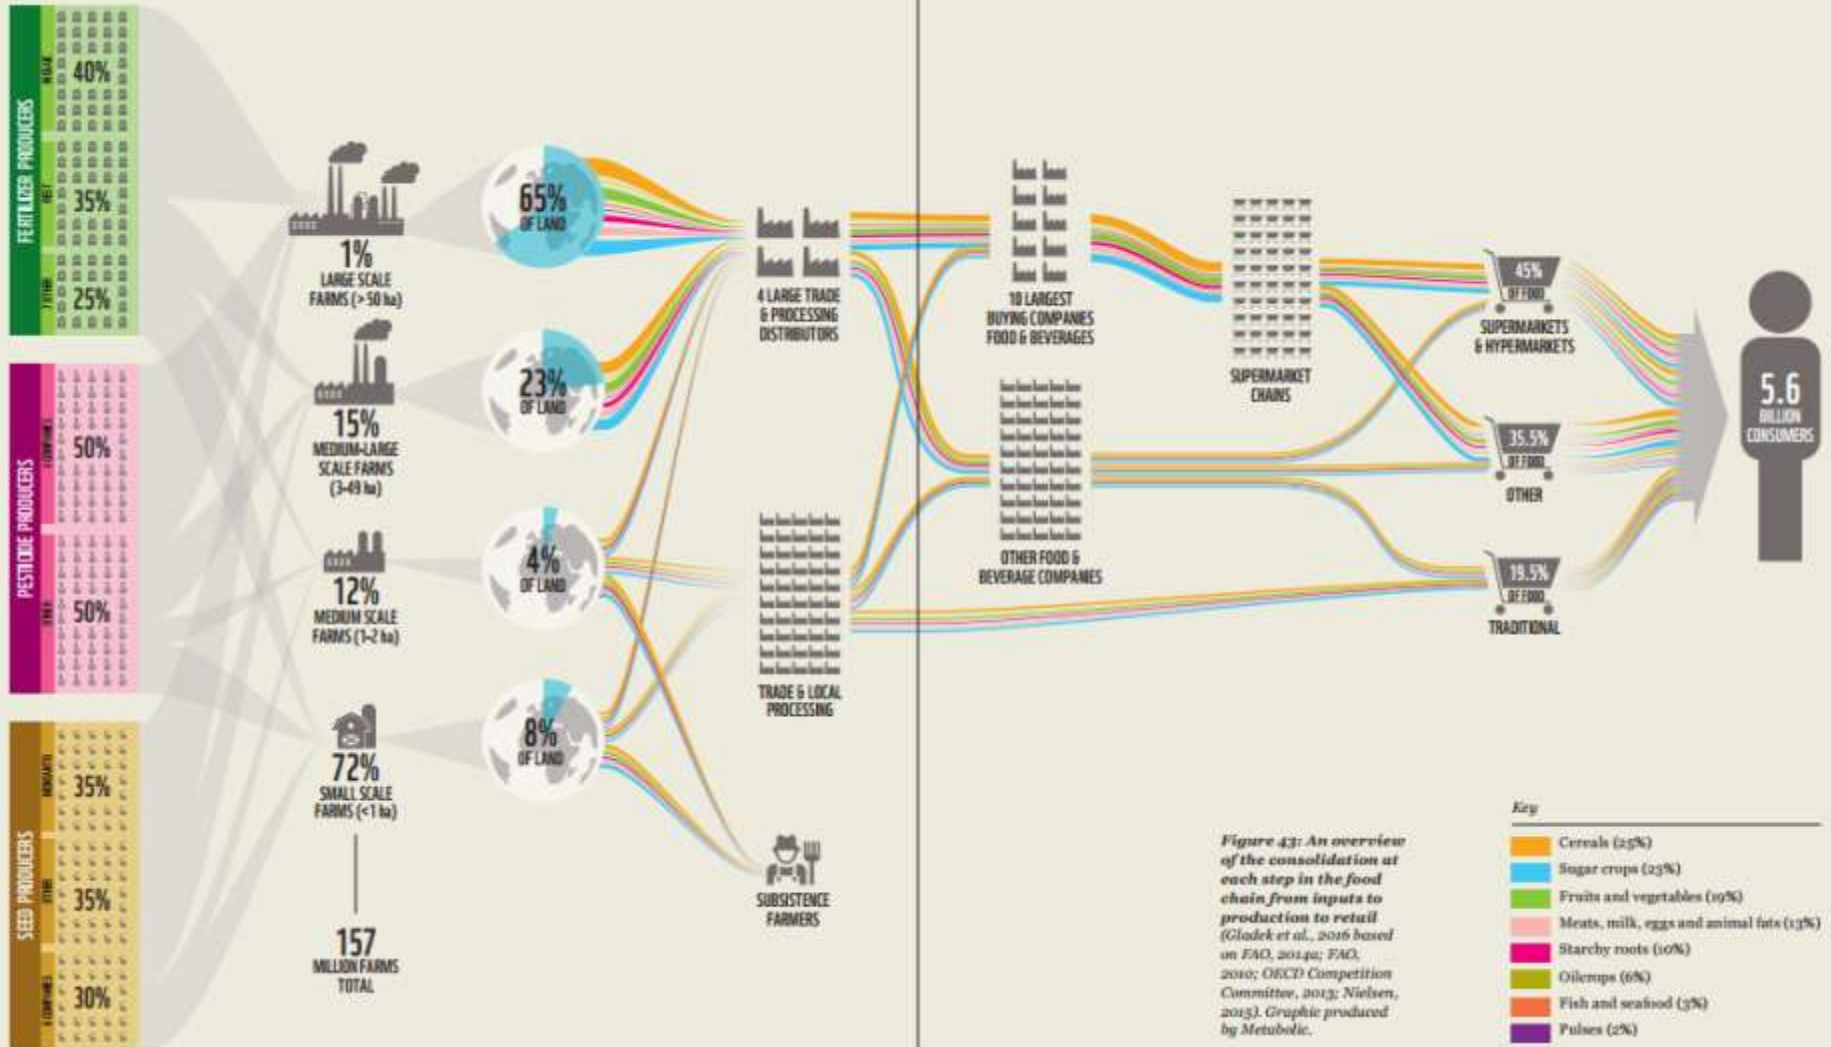 FERTILIZER PRODUCERS
40%
35%
25%
PESTICIDE PRODUCERS
50%
50%
SEED PRODUCERS
MONSANTO
35%
OTHER
35%
30%
1%
LARGE SCALE
FARMS (> 50 ha)
15%
MEDIUM-LARGE
SCALE FARMS
(3-49 ha)
12%
MEDIUM SCALE
FARMS (1-2 ha)
72%
SMALL SCALE
FARMS (<1 ha)
157
MILLION FARMS
TOTAL
65%
OF LAND
23%
OF LAND
4%
OF LAND
8%
OF LAND
4 LARGE TRADE
& PROCESSING
DISTRIBUTORS
TRADE & LOCAL
PROCESSING
SUBSISTENCE
FARMERS
10 LARGEST
BUYING COMPANIES
FOOD & BEVERAGES
OTHER FOOD &
BEVERAGE COMPANIES
SUPERMARKET
CHAINS
45%
OF FOOD
SUPERMARKETS
& HYPERMARKETS
35.5%
OF FOOD
OTHER
19.5%
OF FOOD
TRADITIONAL
5.6
BILLION
CONSUMERS
Figure 43: An overview
of the consolidation at
each step in the food
chain from inputs to
production to retail
(Gladek et al., 2016 based
on FAO, 2014a; FAO,
2010; OECD Competition
Committee, 2013; Nielsen,
2015). Graphic produced
by Metabolic.
Key
Cereals (25%)
Sugar crops (23%)
Fruits and vegetables (19%)
Meats, milk, eggs and animal fats (13%)
Starchy roots (10%)
Oilcrops (6%)
Fish and seafood (3%)
Pulses (2%)